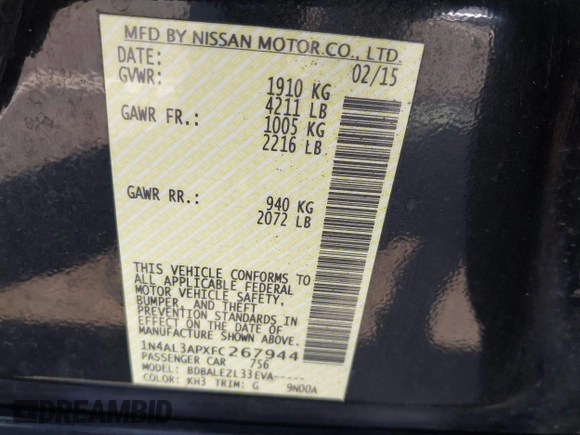 MFD BY NISSAN MOTOR.CO., LTD.
DATE: 02/15
GVWR: 1910 KG
4211 LB
GAWR FR.: 1005 KG
2216 LB
GAWR RR.: 940 KG
2072 LB
THIS VEHICLE CONFORMS TO
ALL APPLICABLE FEDERAL
MOTOR VEHICLE SAFETY,
BUMPER, AND THEFT
PREVENTION STANDARDS
IN EFFECT ON THE DATE OF
MANUFACTURE SHOWN ABOVE.
1N4AL3APXFC267944
PASSENGER CAR 7S6
MODEL: BDBALEZL33EVA-----
COLOR: KH3 TRIM: G 9N00A
DREAMBID